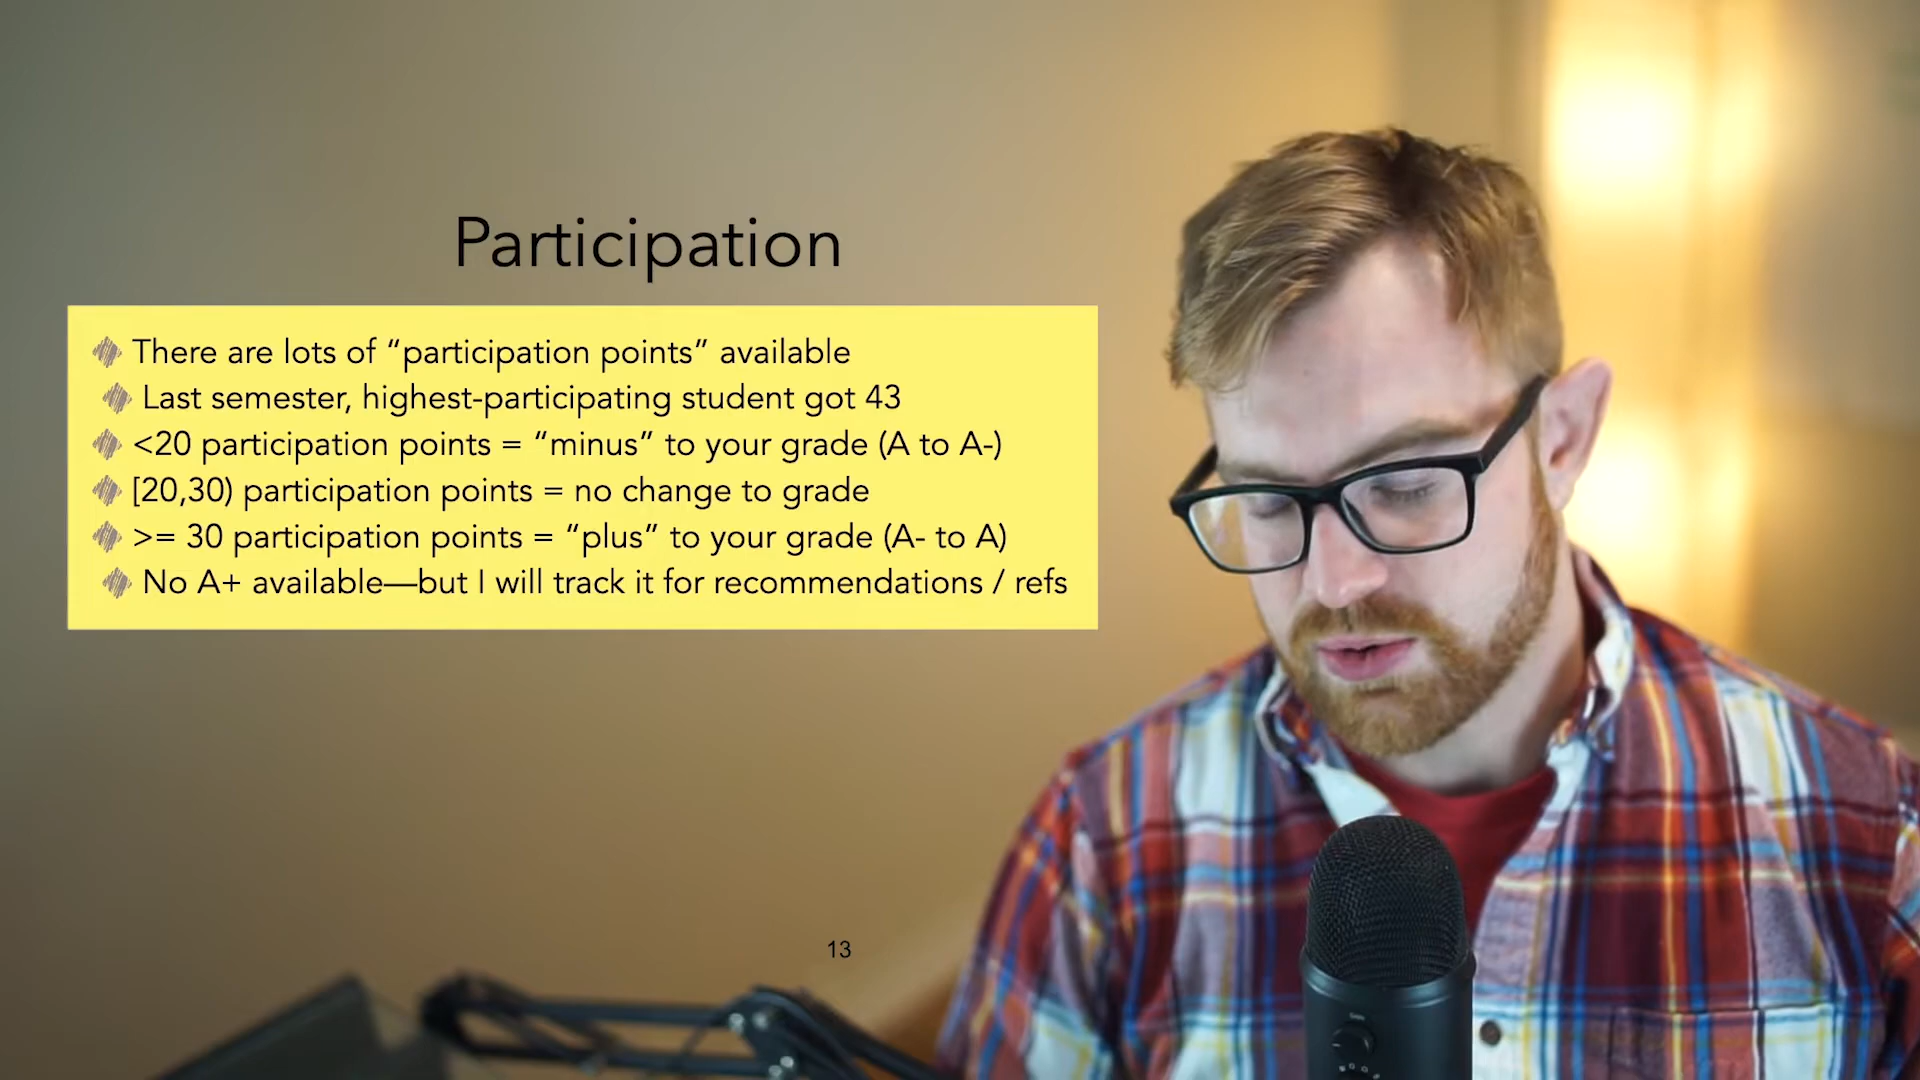 Participation
There are lots of “participation points” available
Last semester, highest-participating student got 43
<20 participation points = “minus” to your grade (A to A-)
[20,30) participation points = no change to grade
>= 30 participation points = “plus” to your grade (A- to A)
No A+ available—but I will track it for recommendations / refs
13